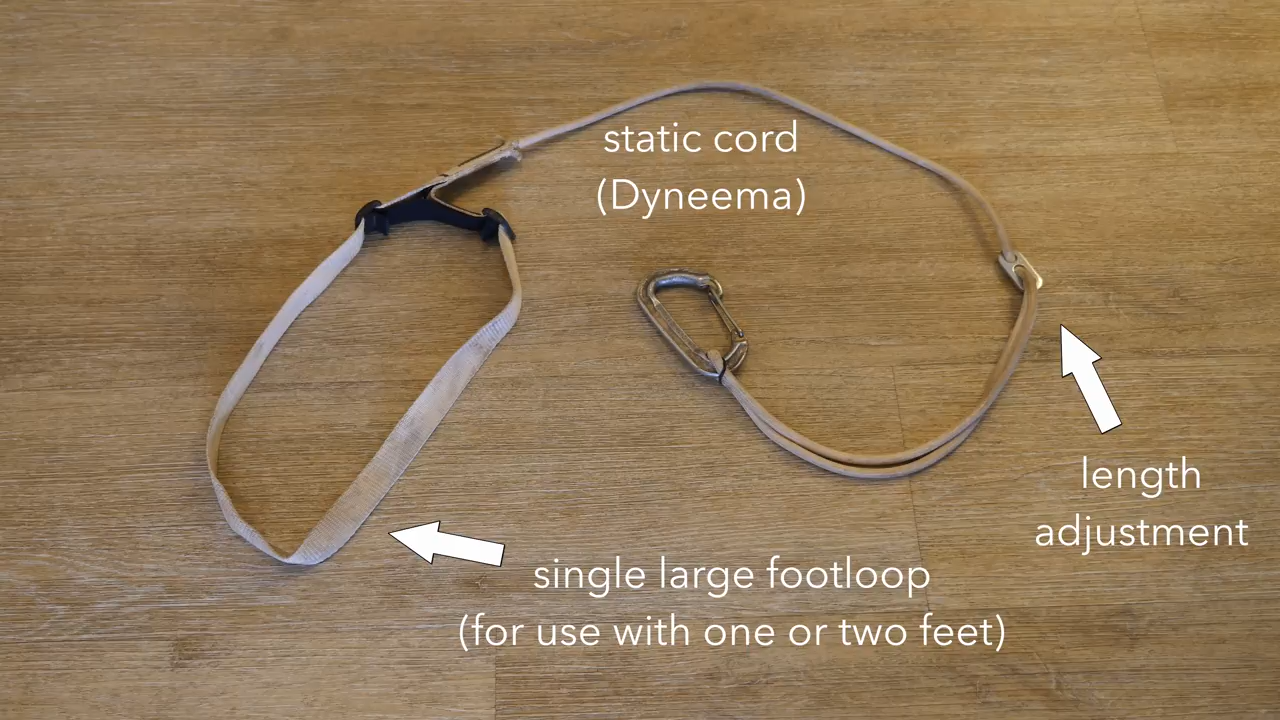 static cord
(Dyneema)
length
adjustment
single large footloop
(for use with one or two feet)